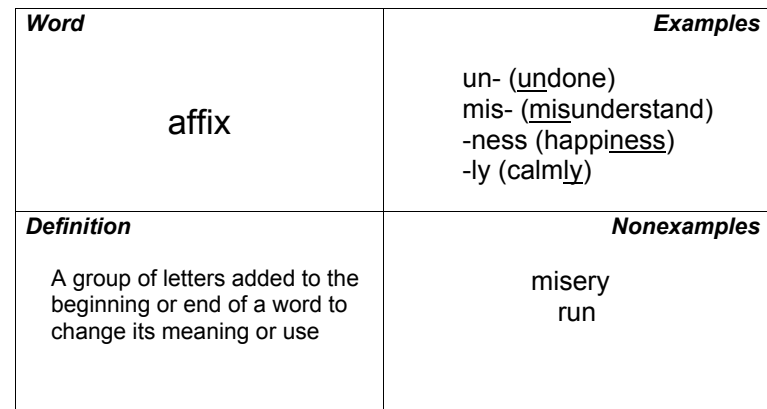 Word
affix
Examples
un- (undone)
mis- (misunderstand)
-ness (happiness)
-ly (calmly)
Definition
A group of letters added to the
beginning or end of a word to
change its meaning or use
Nonexamples
misery
run